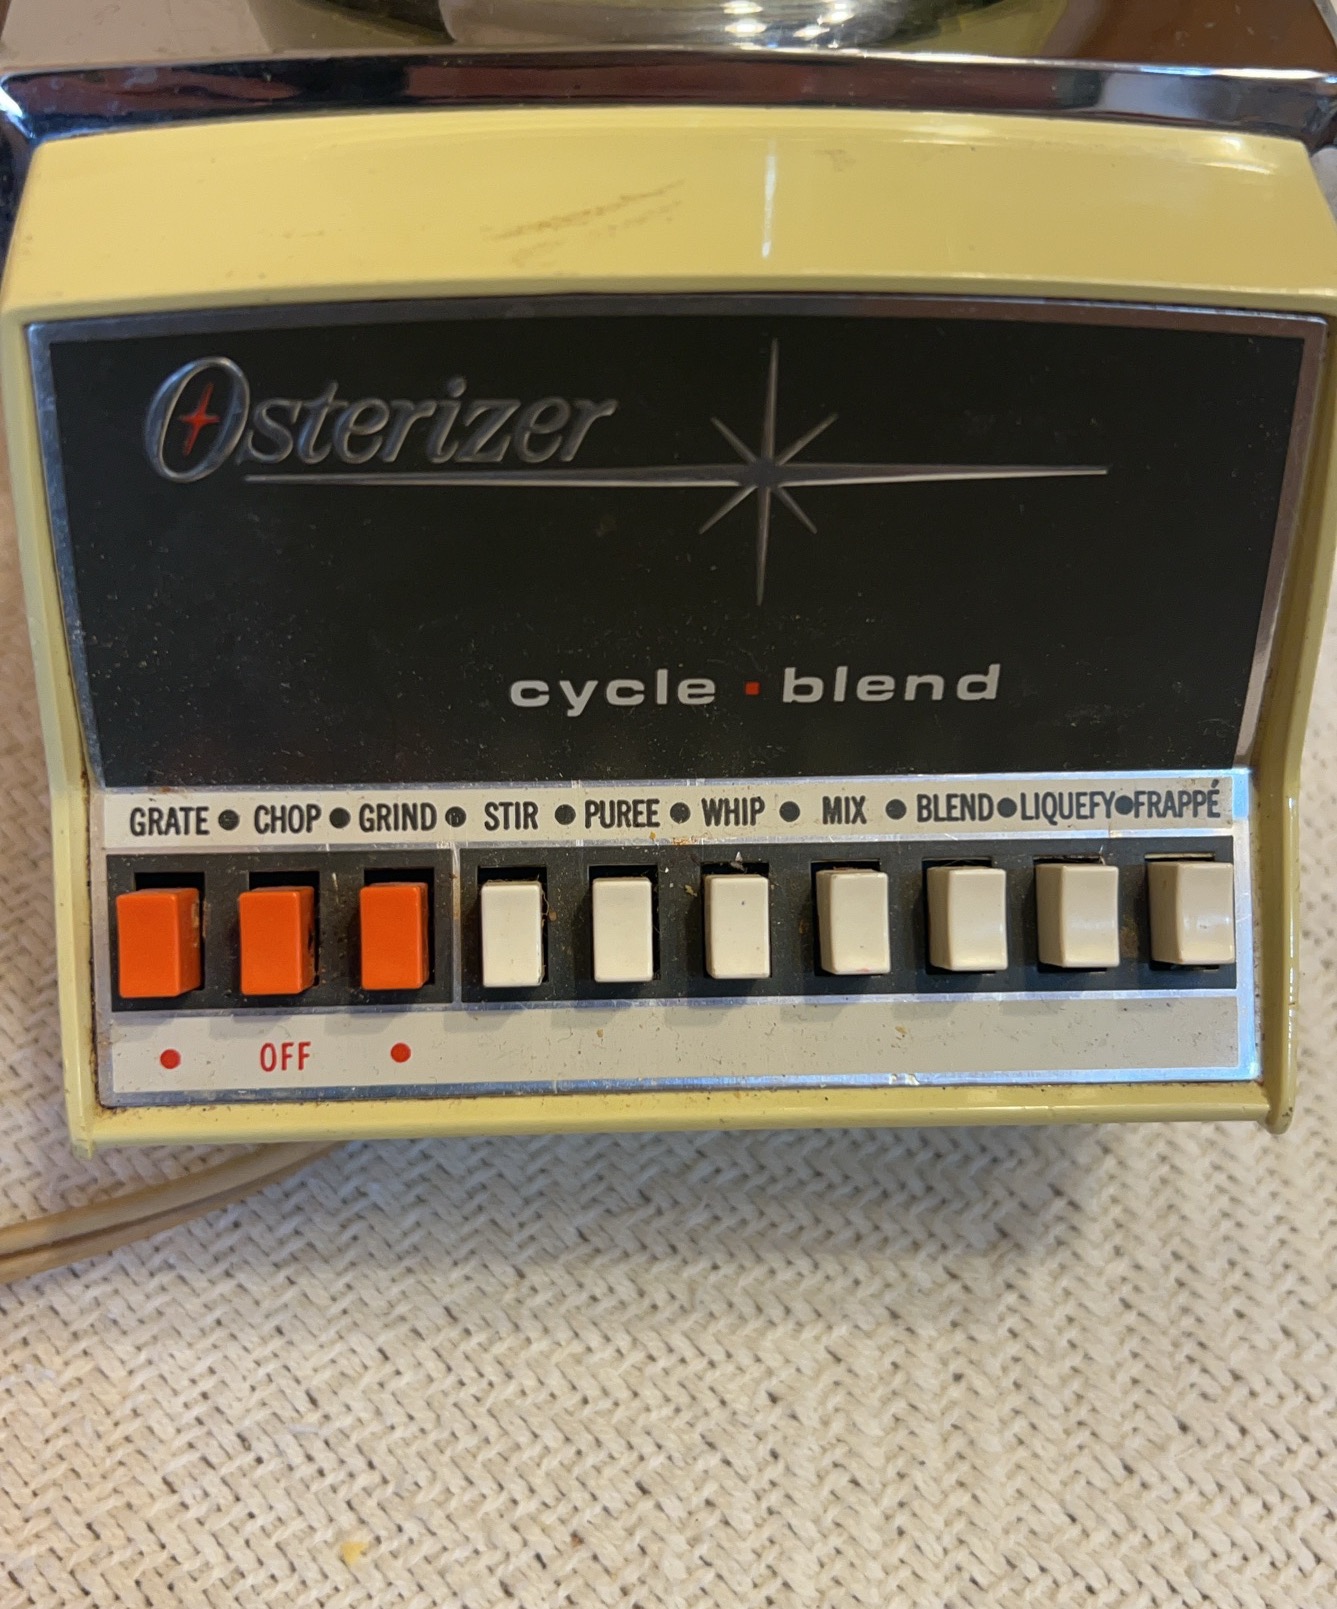 Osterizer
cycle · blend
GRATE ● CHOP ● GRIND ● STIR ● PUREE ● WHIP ● MIX ● BLEND ● LIQUEFY ● FRAPPÉ
● OFF ●